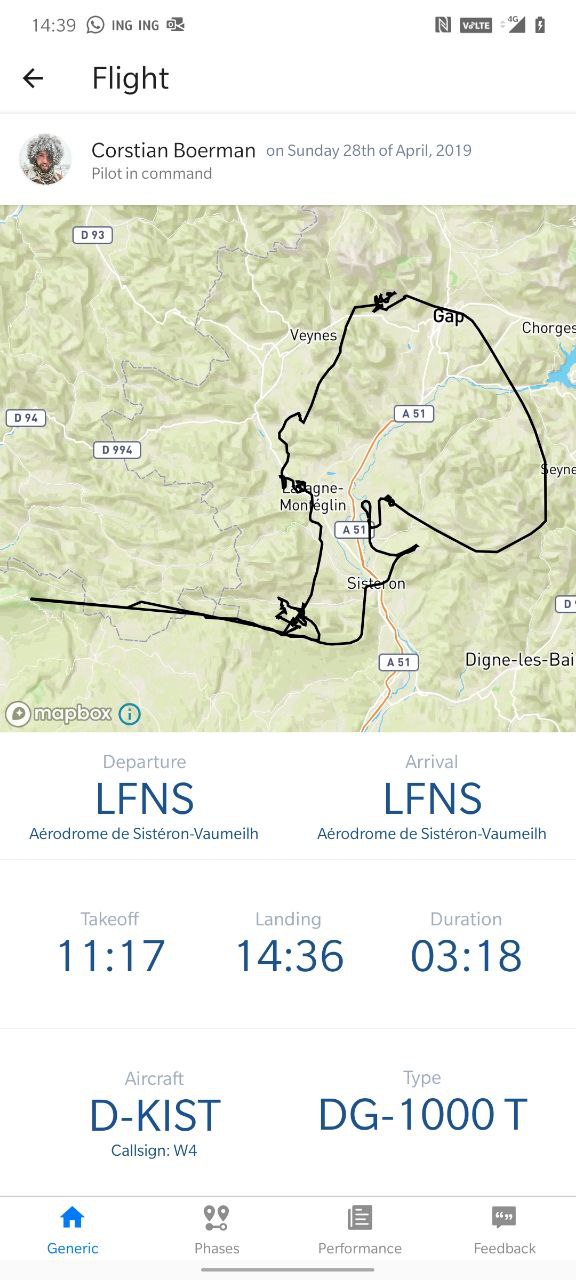 14:39 ING ING VoLTE 4G
Flight
Corstian Boerman on Sunday 28th of April, 2019
Pilot in command
D 93
Gap
Veynes
Chorges
A 51
D 94
D 994
Seyne
Montéglin
A 51
Sisteron
D
A 51
Digne-les-Bai
mapbox
Departure Arrival
LFNS LFNS
Aérodrome de Sistéron-Vaumeilh Aérodrome de Sistéron-Vaumeilh
Takeoff Landing Duration
11:17 14:36 03:18
Aircraft Type
D-KIST DG-1000 T
Callsign: W4
Generic Phases Performance Feedback